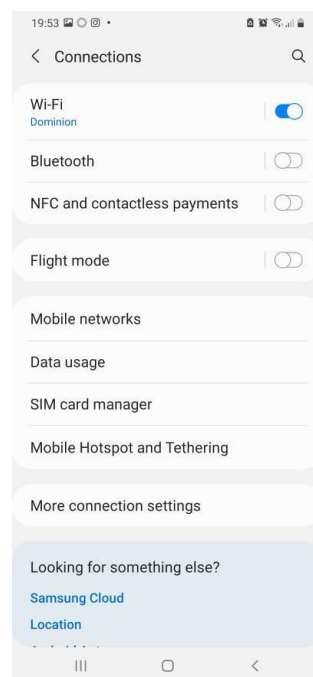 19:53
Connections
Wi-Fi
Dominion
Bluetooth
NFC and contactless payments
Flight mode
Mobile networks
Data usage
SIM card manager
Mobile Hotspot and Tethering
More connection settings
Looking for something else?
Samsung Cloud
Location